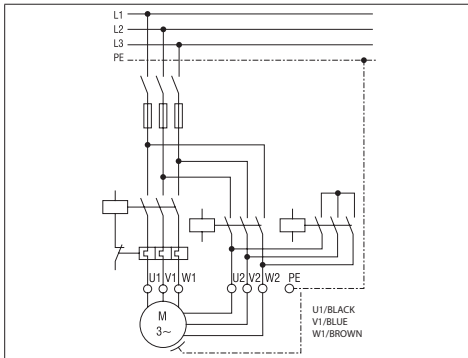 L1
L2
L3
PE
U1 V1 W1 U2 V2 W2 PE
M
3~
U1/BLACK
V1/BLUE
W1/BROWN